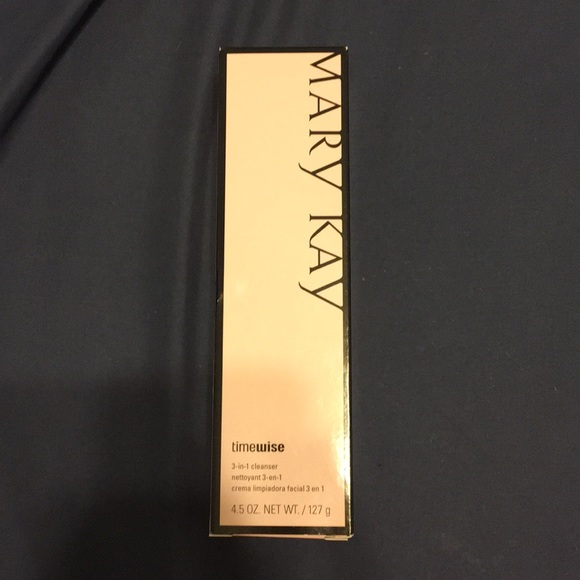 MARY KAY
timewise
3-in-1 cleanser
nettoyant 3-en-1
crema limpiadora facial 3 en 1
4.5 OZ. NET WT. / 127 g